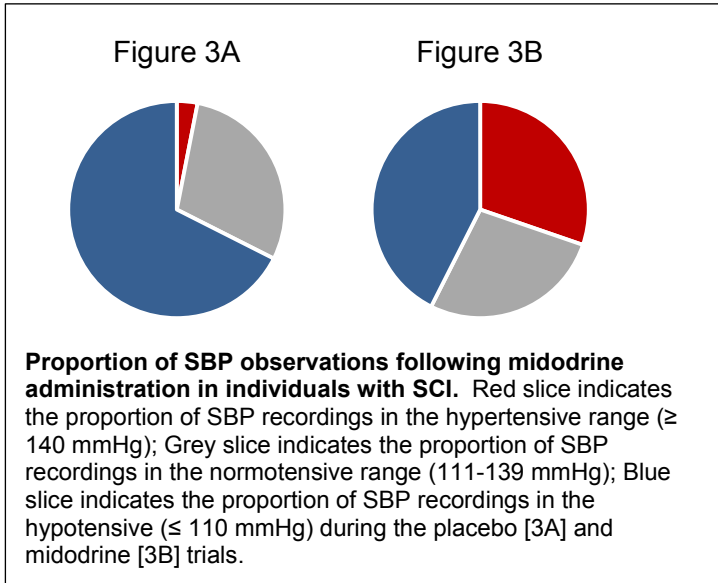 Figure 3A
Figure 3B
Proportion of SBP observations following midodrine
administration in individuals with SCI. Red slice indicates
the proportion of SBP recordings in the hypertensive range (≥
140 mmHg); Grey slice indicates the proportion of SBP
recordings in the normotensive range (111-139 mmHg); Blue
slice indicates the proportion of SBP recordings in the
hypotensive (≤ 110 mmHg) during the placebo [3A] and
midodrine [3B] trials.